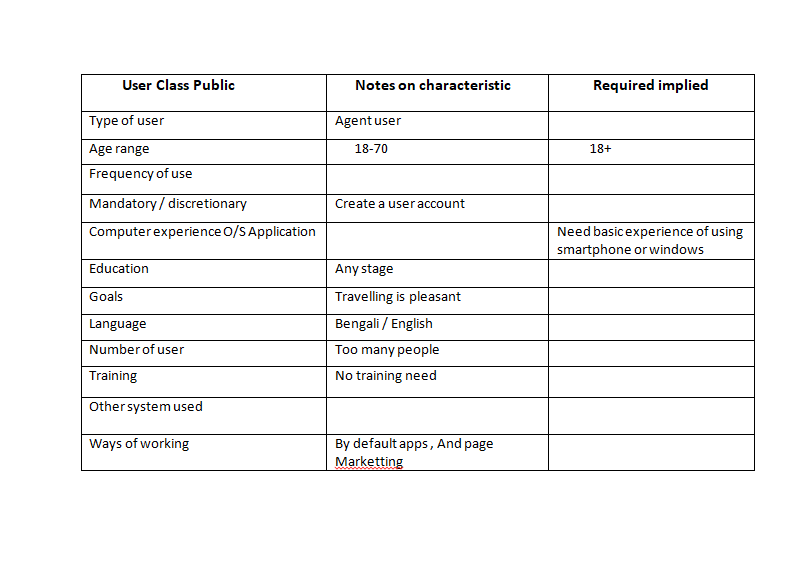 User Class Public Notes on characteristic Required implied
Type of user Agent user
Age range 18-70 18+
Frequency of use
Mandatory / discretionary Create a user account
Computer experience O/S Application Need basic experience of using
smartphone or windows
Education Any stage
Goals Travelling is pleasant
Language Bengali / English
Number of user Too many people
Training No training need
Other system used
Ways of working By default apps , And page
Marketting